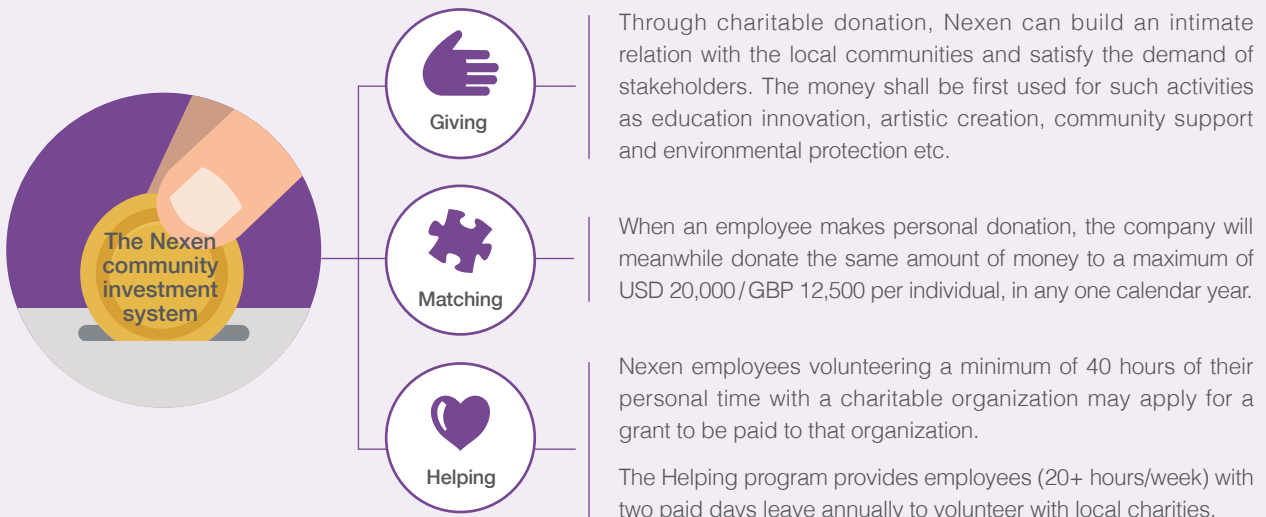 The Nexen
community
investment
system
Giving
Through charitable donation, Nexen can build an intimate
relation with the local communities and satisfy the demand of
stakeholders. The money shall be first used for such activities
as education innovation, artistic creation, community support
and environmental protection etc.
Matching
When an employee makes personal donation, the company will
meanwhile donate the same amount of money to a maximum of
USD 20,000/GBP 12,500 per individual, in any one calendar year.
Helping
Nexen employees volunteering a minimum of 40 hours of their
personal time with a charitable organization may apply for a
grant to be paid to that organization.
The Helping program provides employees (20+ hours/week) with
two paid days leave annually to volunteer with local charities.